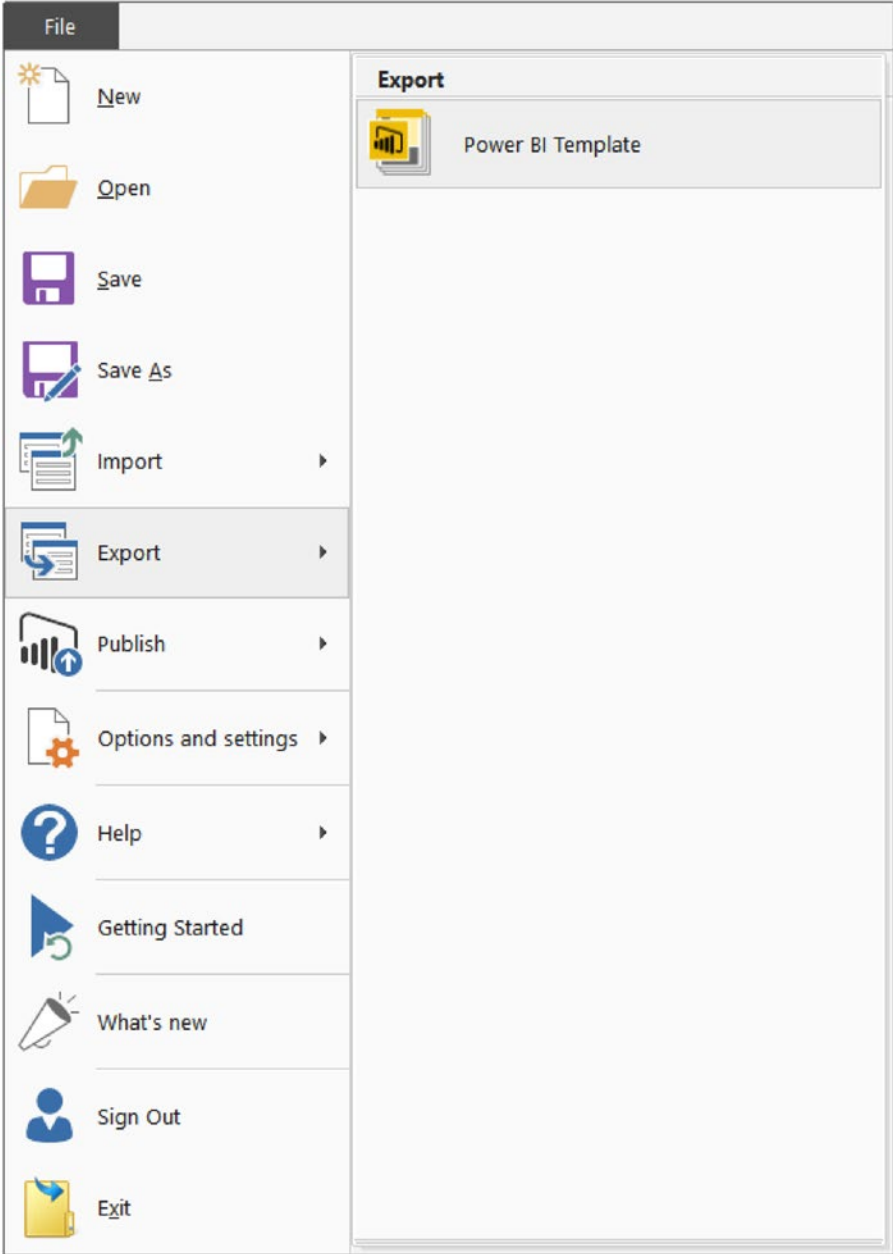 File
New
Open
Save
Save As
Import
Export
Publish
Options and settings
Help
Getting Started
What's new
Sign Out
Exit
Export
Power BI Template